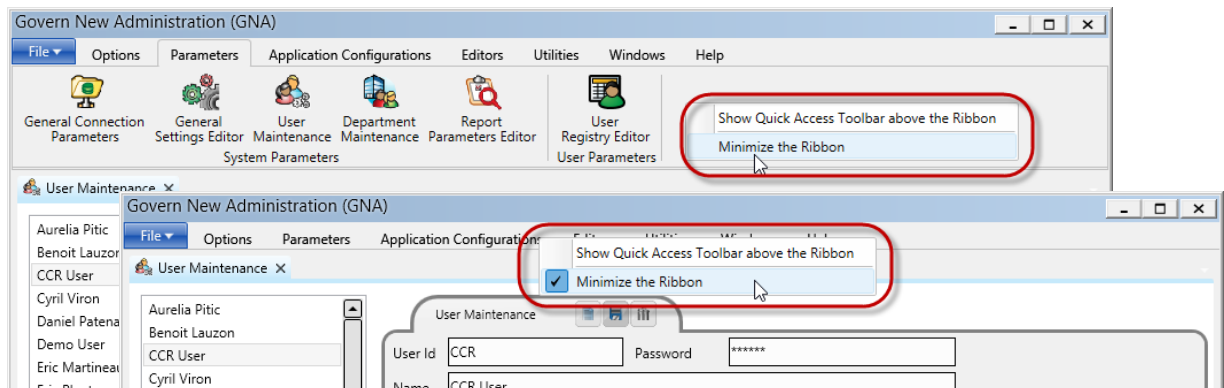 Govern New Administration (GNA)
File Options Parameters Application Configurations Editors Utilities Windows Help
General Connection Parameters
General Settings Editor
User Maintenance
Department Maintenance
Report Parameters Editor
User Registry Editor
System Parameters
User Parameters
Show Quick Access Toolbar above the Ribbon
Minimize the Ribbon
User Maintenance
Aurelia Pitic
Benoit Lauzon
CCR User
Cyril Viron
Daniel Patena
Demo User
Eric Martineau
Govern New Administration (GNA)
File Options Parameters Application Configurations
Show Quick Access Toolbar above the Ribbon
Minimize the Ribbon
User Maintenance
Aurelia Pitic
Benoit Lauzon
CCR User
Cyril Viron
User Maintenance
User Id CCR Password ******
Name CCR User